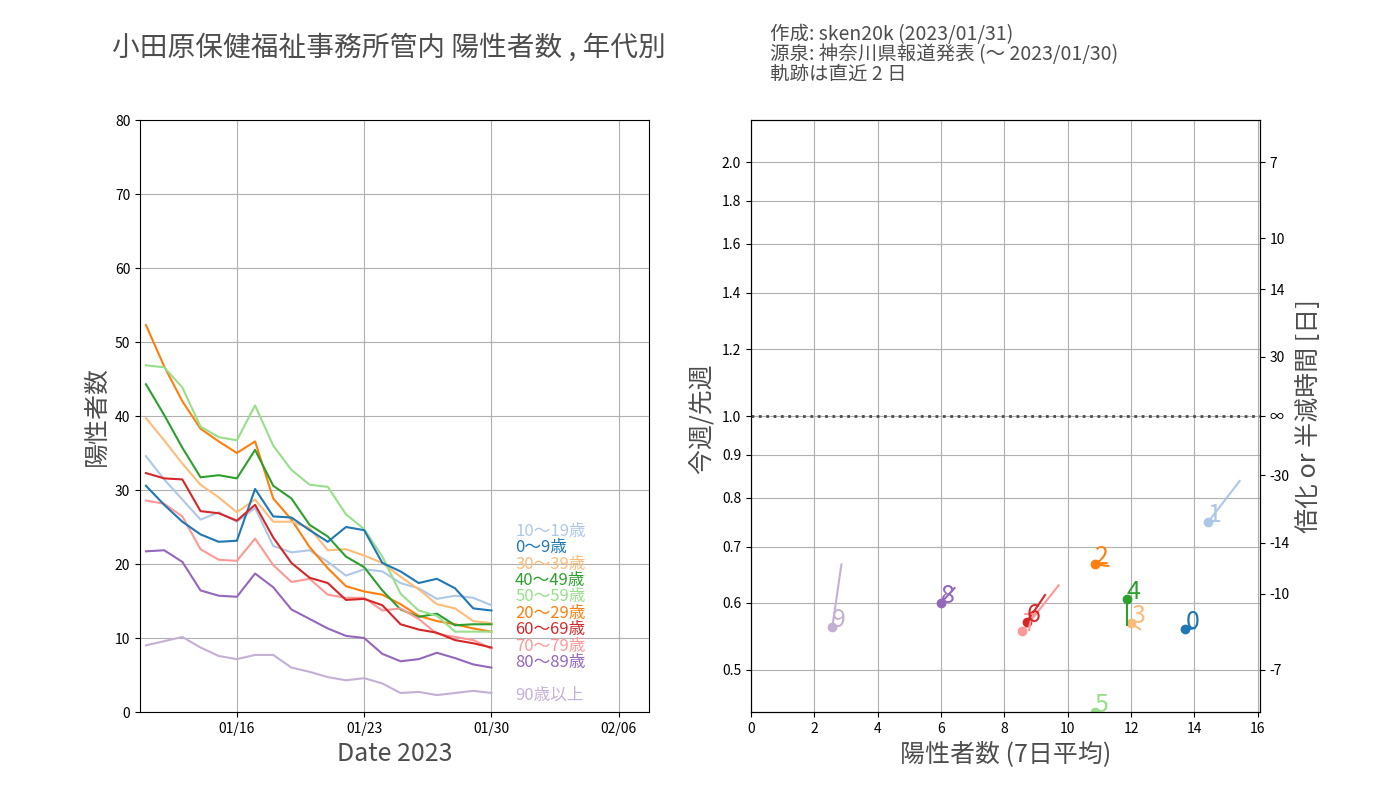 小田原保健福祉事務所管内 陽性者数 , 年代別
作成: sken20k (2023/01/31)
源泉: 神奈川県報道発表 (～ 2023/01/30)
軌跡は直近 2 日
陽性者数
80
70
60
50
40
30
20
10
0
10～19歳
0～9歳
30～39歳
40～49歳
50～59歳
20～29歳
60～69歳
70～79歳
80～89歳
90歳以上
01/16
01/23
01/30
02/06
Date 2023
今週/先週
2.0
1.8
1.6
1.4
1.2
1.0
0.9
0.8
0.7
0.6
0.5
1
2
8
4
9
6
7
3
0
5
7
10
14
30
∞
-30
-14
-10
-7
倍化 or 半減時間 [日]
0
2
4
6
8
10
12
14
16
陽性者数 (7日平均)